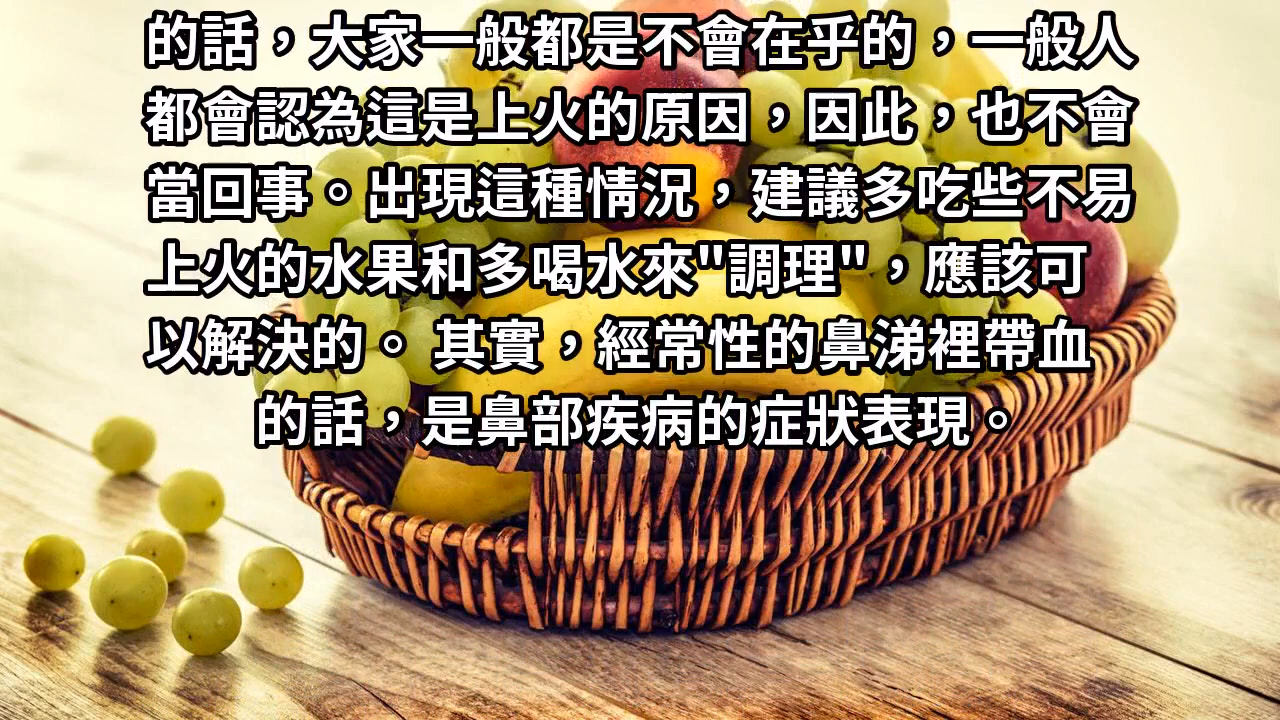 的話，大家一般都是不會在乎的，一般人
都會認為這是上火的原因，因此，也不會
當回事。出現這種情況，建議多吃些不易
上火的水果和多喝水來"調理"，應該可
以解決的。 其實，經常性的鼻涕裡帶血
的話，是鼻部疾病的症狀表現。